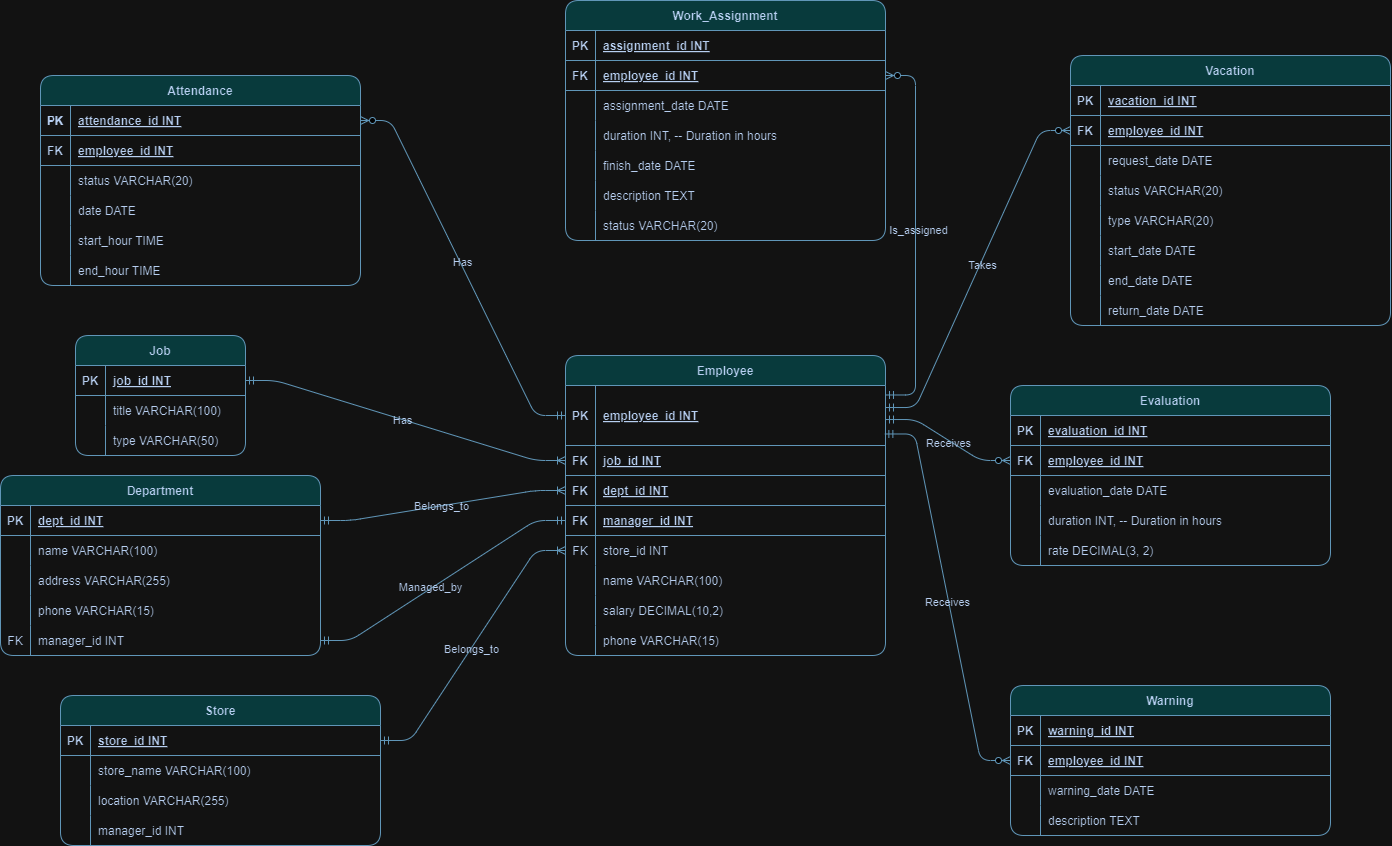 Work_Assignment
PK assignment_id INT
FK employee_id INT
assignment_date DATE
duration INT, -- Duration in hours
finish_date DATE
description TEXT
status VARCHAR(20)
Attendance
PK attendance_id INT
FK employee_id INT
status VARCHAR(20)
date DATE
start_hour TIME
end_hour TIME
Vacation
PK vacation_id INT
FK employee_id INT
request_date DATE
status VARCHAR(20)
type VARCHAR(20)
start_date DATE
end_date DATE
return_date DATE
Is_assigned
Has
Takes
Job
PK job_id INT
title VARCHAR(100)
type VARCHAR(50)
Has
Employee
PK employee_id INT
FK job_id INT
FK dept_id INT
FK manager_id INT
FK store_id INT
name VARCHAR(100)
salary DECIMAL(10,2)
phone VARCHAR(15)
Evaluation
PK evaluation_id INT
FK employee_id INT
evaluation_date DATE
duration INT, -- Duration in hours
rate DECIMAL(3, 2)
Receives
Department
PK dept_id INT
name VARCHAR(100)
address VARCHAR(255)
phone VARCHAR(15)
FK manager_id INT
Belongs_to
Managed_by
Belongs_to
Receives
Store
PK store_id INT
store_name VARCHAR(100)
location VARCHAR(255)
manager_id INT
Warning
PK warning_id INT
FK employee_id INT
warning_date DATE
description TEXT